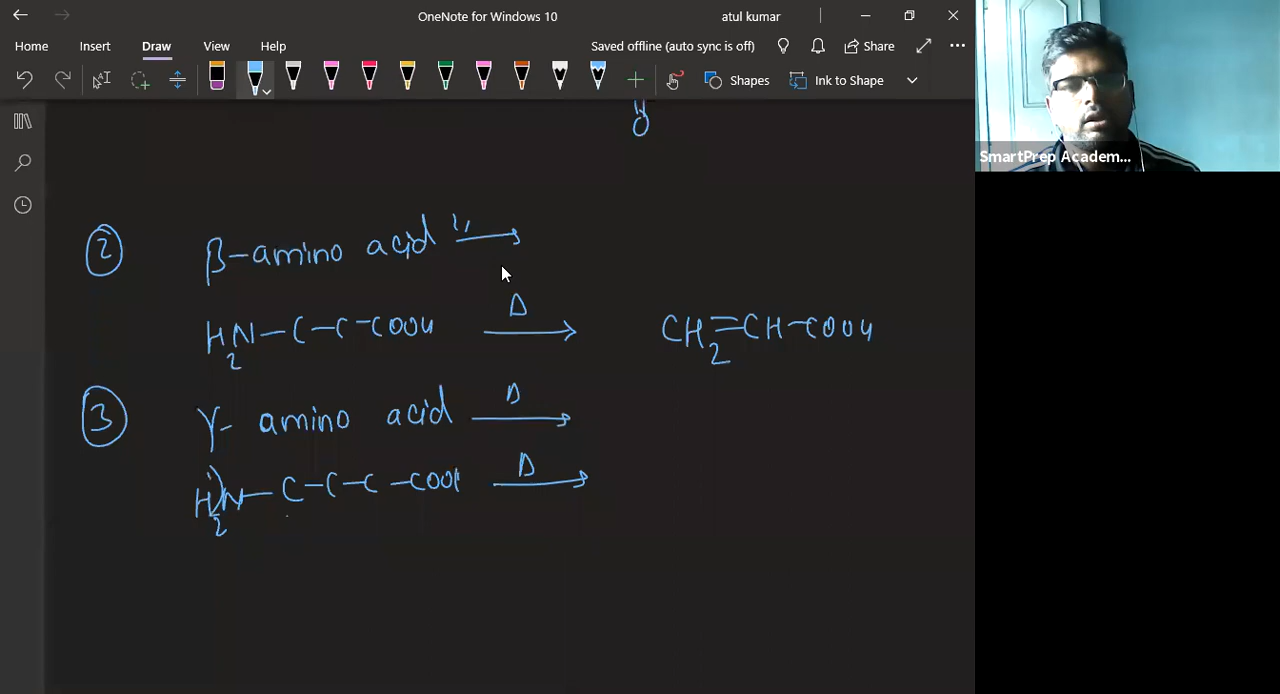 OneNote for Windows 10
atul kumar
Home Insert Draw View Help
Saved offline (auto sync is off)
Share
Shapes
Ink to Shape
SmartPrep Academ...
② β-amino acid →
H₂N-C-C-COOH Δ→ CH₂=CH-COOH
③ γ- amino acid Δ→
H₂N-C-C-C-COOH Δ→